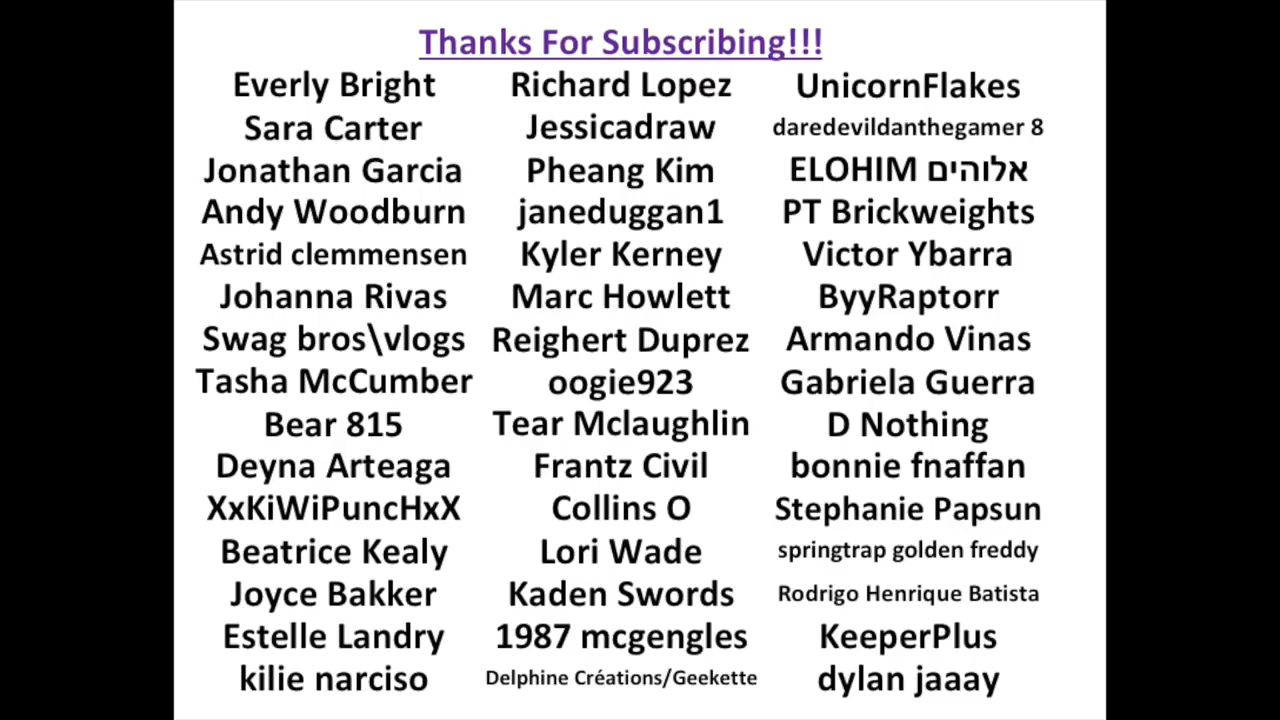 Thanks For Subscribing!!!
Everly Bright
Sara Carter
Jonathan Garcia
Andy Woodburn
Astrid clemmensen
Johanna Rivas
Swag bros\vlogs
Tasha McCumber
Bear 815
Deyna Arteaga
XxKiWiPuncHxX
Beatrice Kealy
Joyce Bakker
Estelle Landry
kilie narciso
Richard Lopez
Jessicadraw
Pheang Kim
janeduggan1
Kyler Kerney
Marc Howlett
Reighert Duprez
oogie923
Tear Mclaughlin
Frantz Civil
Collins O
Lori Wade
Kaden Swords
1987 mcgengles
Delphine Créations/Geekette
UnicornFlakes
daredevildanthegamer 8
ELOHIM אלוהים
PT Brickweights
Victor Ybarra
ByyRaptorr
Armando Vinas
Gabriela Guerra
D Nothing
bonnie fnaffan
Stephanie Papsun
springtrap golden freddy
Rodrigo Henrique Batista
KeeperPlus
dylan jaaay